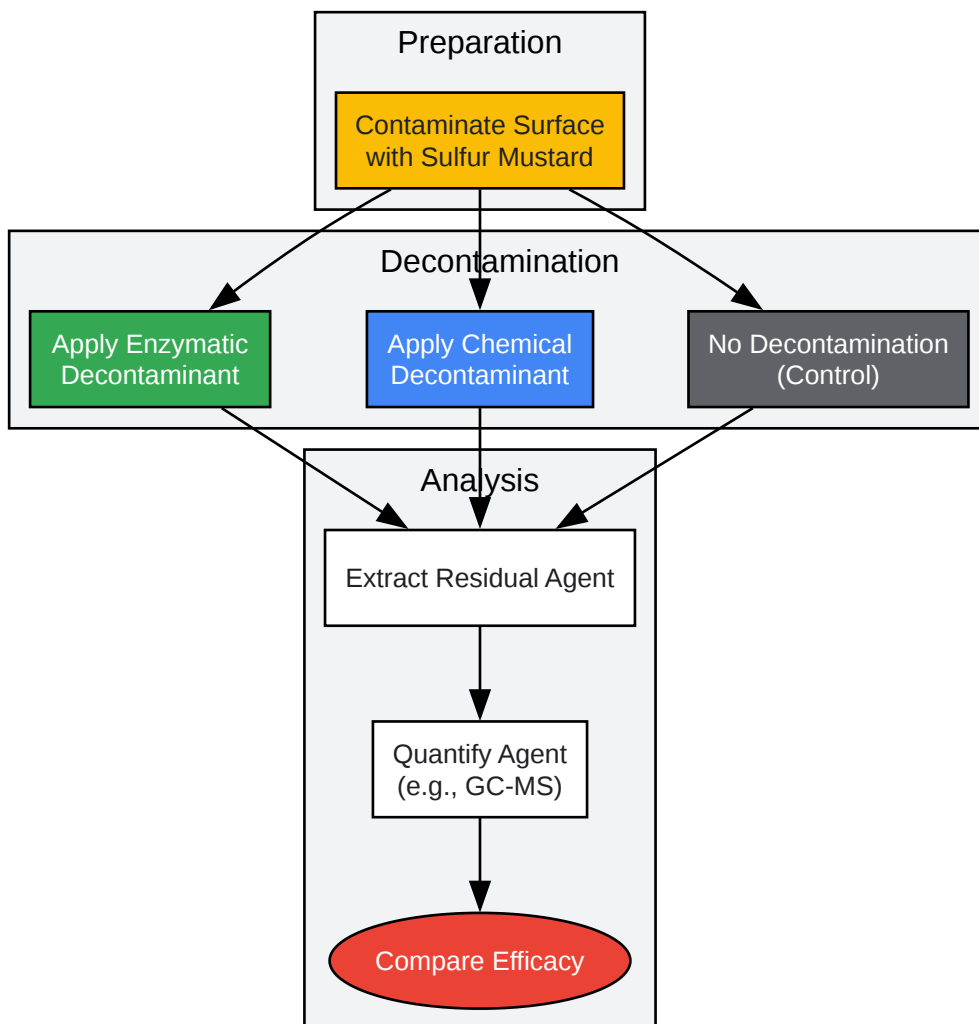 Preparation
Contaminate Surface
with Sulfur Mustard
Decontamination
Apply Enzymatic
Decontaminant
Apply Chemical
Decontaminant
No Decontamination
(Control)
Analysis
Extract Residual Agent
Quantify Agent
(e.g., GC-MS)
Compare Efficacy